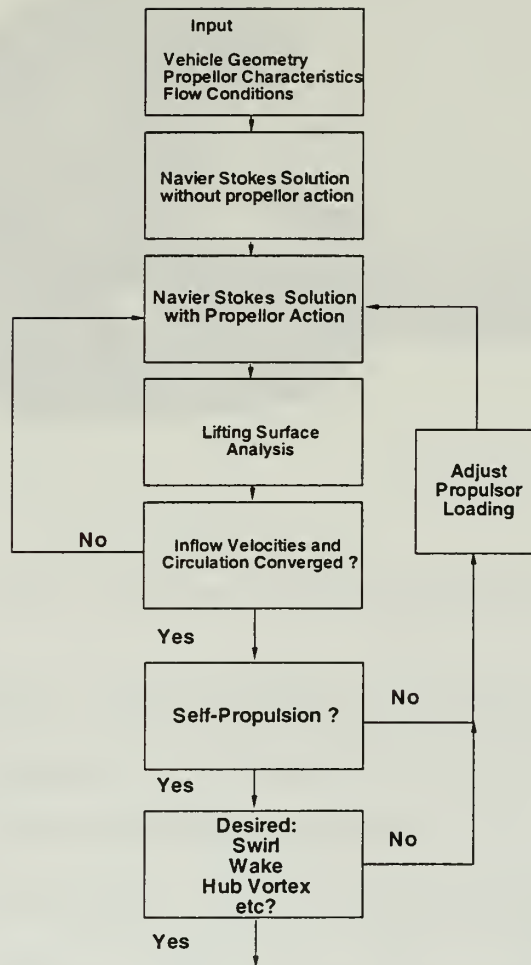 Input
Vehicle Geometry
Propellor Characteristics
Flow Conditions
Navier Stokes Solution
without propellor action
Navier Stokes Solution
with Propellor Action
Lifting Surface
Analysis
Adjust
Propulsor
Loading
No
Inflow Velocities and
Circulation Converged ?
Yes
Self-Propulsion ?
No
Yes
Desired:
Swirl
Wake
Hub Vortex
etc?
No
Yes